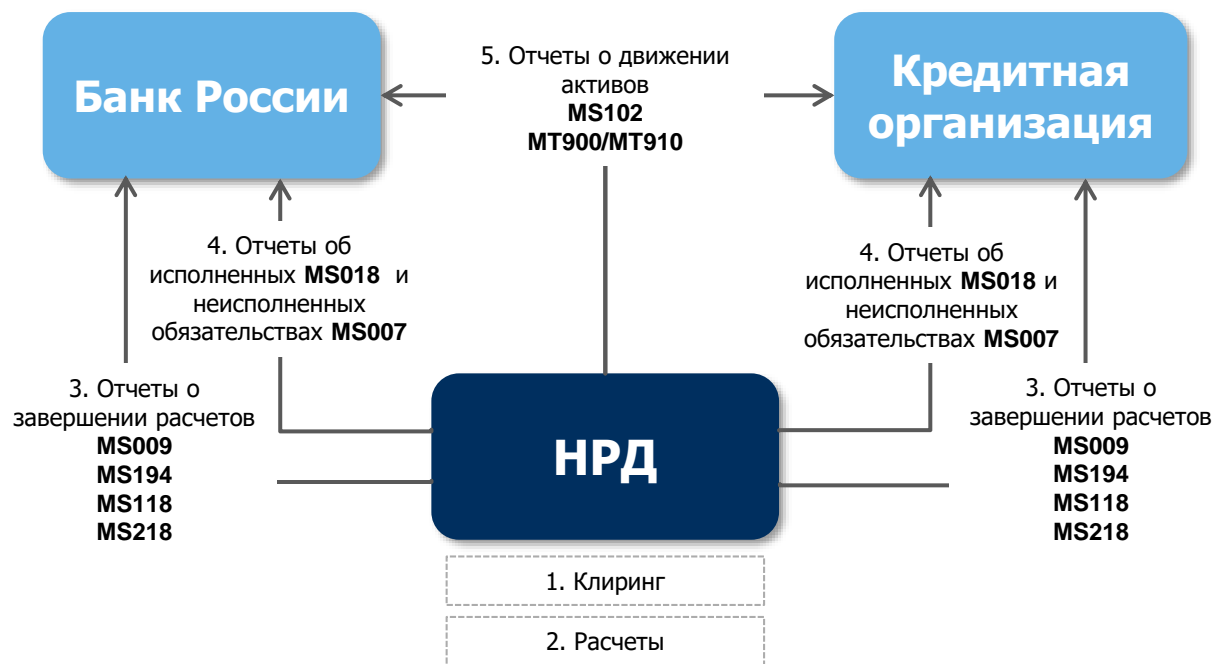 Банк России
5. Отчеты о движении
активов
MS102
MT900/MT910
Кредитная
организация
4. Отчеты об
исполненных MS018 и
неисполненных
обязательствах MS007
4. Отчеты об
исполненных MS018 и
неисполненных
обязательствах MS007
3. Отчеты о
завершении расчетов
MS009
MS194
MS118
MS218
НРД
3. Отчеты о
завершении расчетов
MS009
MS194
MS118
MS218
1. Клиринг
2. Расчеты